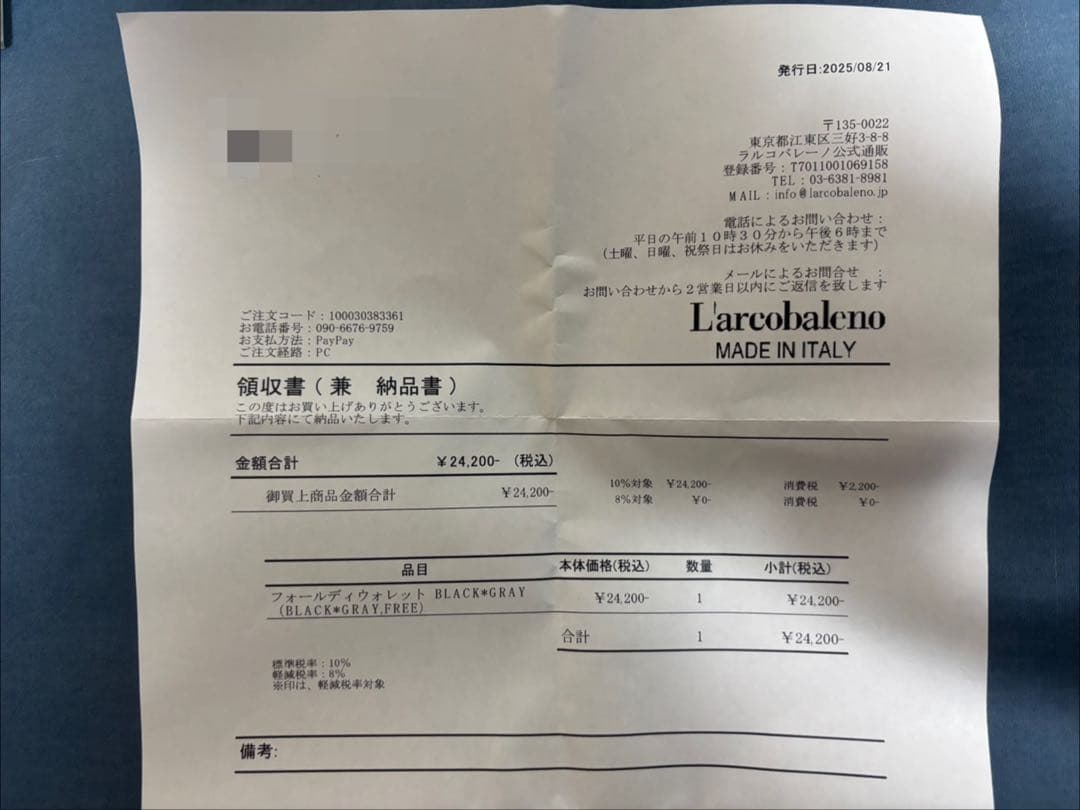 発行日:2025/08/21
〒135-0022
東京都江東区三好3-8-8
ラルコバレーノ公式通販
登録番号：T7011001069158
TEL：03-6381-8981
MAIL：info@larcobaleno.jp
電話によるお問い合わせ：
平日の午前１０時３０分から午後６時まで
(土曜、日曜、祝祭日はお休みをいただきます)
メールによるお問合せ　：
お問い合わせから２営業日以内にご返信を致します
L'arcobaleno
MADE IN ITALY
ご注文コード：100030383361
お電話番号：090-6676-9759
お支払方法：PayPay
ご注文経路：PC
領収書（兼　納品書）
この度はお買い上げありがとうございます。
下記内容にて納品いたします。
金額合計 ￥24,200- (税込)
御買上商品金額合計 ￥24,200-
10%対象 ￥24,200- 消費税 ￥2,200-
8%対象 ￥0- 消費税 ￥0-
品目 本体価格(税込) 数量 小計(税込)
フォールディウォレット BLACK*GRAY ￥24,200- 1 ￥24,200-
(BLACK*GRAY,FREE)
合計 1 ￥24,200-
標準税率：10%
軽減税率：8%
※印は、軽減税率対象
備考: